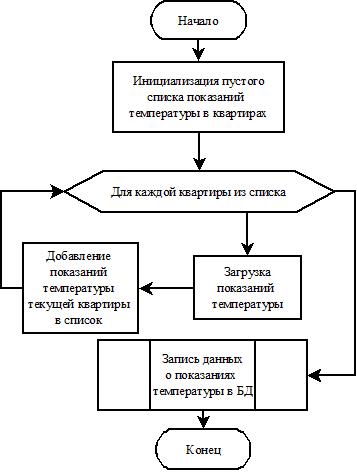 Начало
Инициализация пустого
списка показаний
температуры в квартирах
Для каждой квартиры из списка
Добавление
показаний
температуры
текущей квартиры
в список
Загрузка
показаний
температуры
Запись данных
о показаниях
температуры в БД
Конец